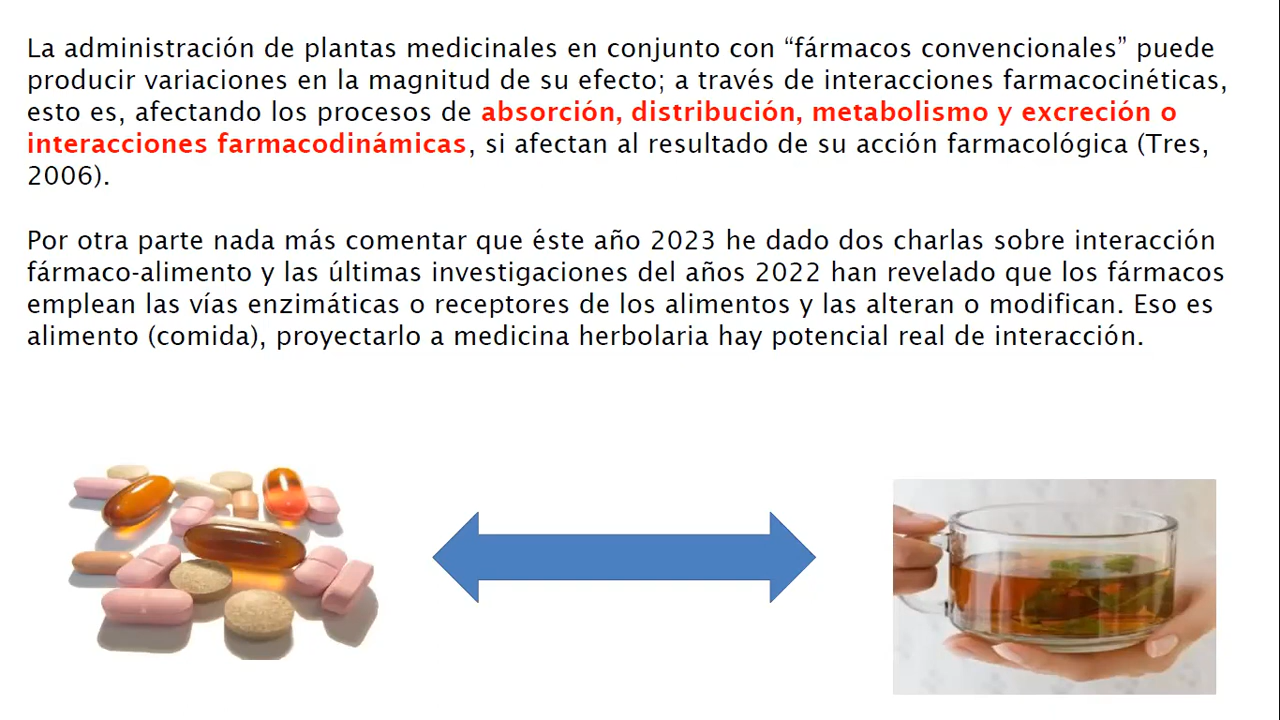 La administración de plantas medicinales en conjunto con “fármacos convencionales” puede
producir variaciones en la magnitud de su efecto; a través de interacciones farmacocinéticas,
esto es, afectando los procesos de absorción, distribución, metabolismo y excreción o
interacciones farmacodinámicas, si afectan al resultado de su acción farmacológica (Tres,
2006).
Por otra parte nada más comentar que éste año 2023 he dado dos charlas sobre interacción
fármaco-alimento y las últimas investigaciones del años 2022 han revelado que los fármacos
emplean las vías enzimáticas o receptores de los alimentos y las alteran o modifican. Eso es
alimento (comida), proyectarlo a medicina herbolaria hay potencial real de interacción.